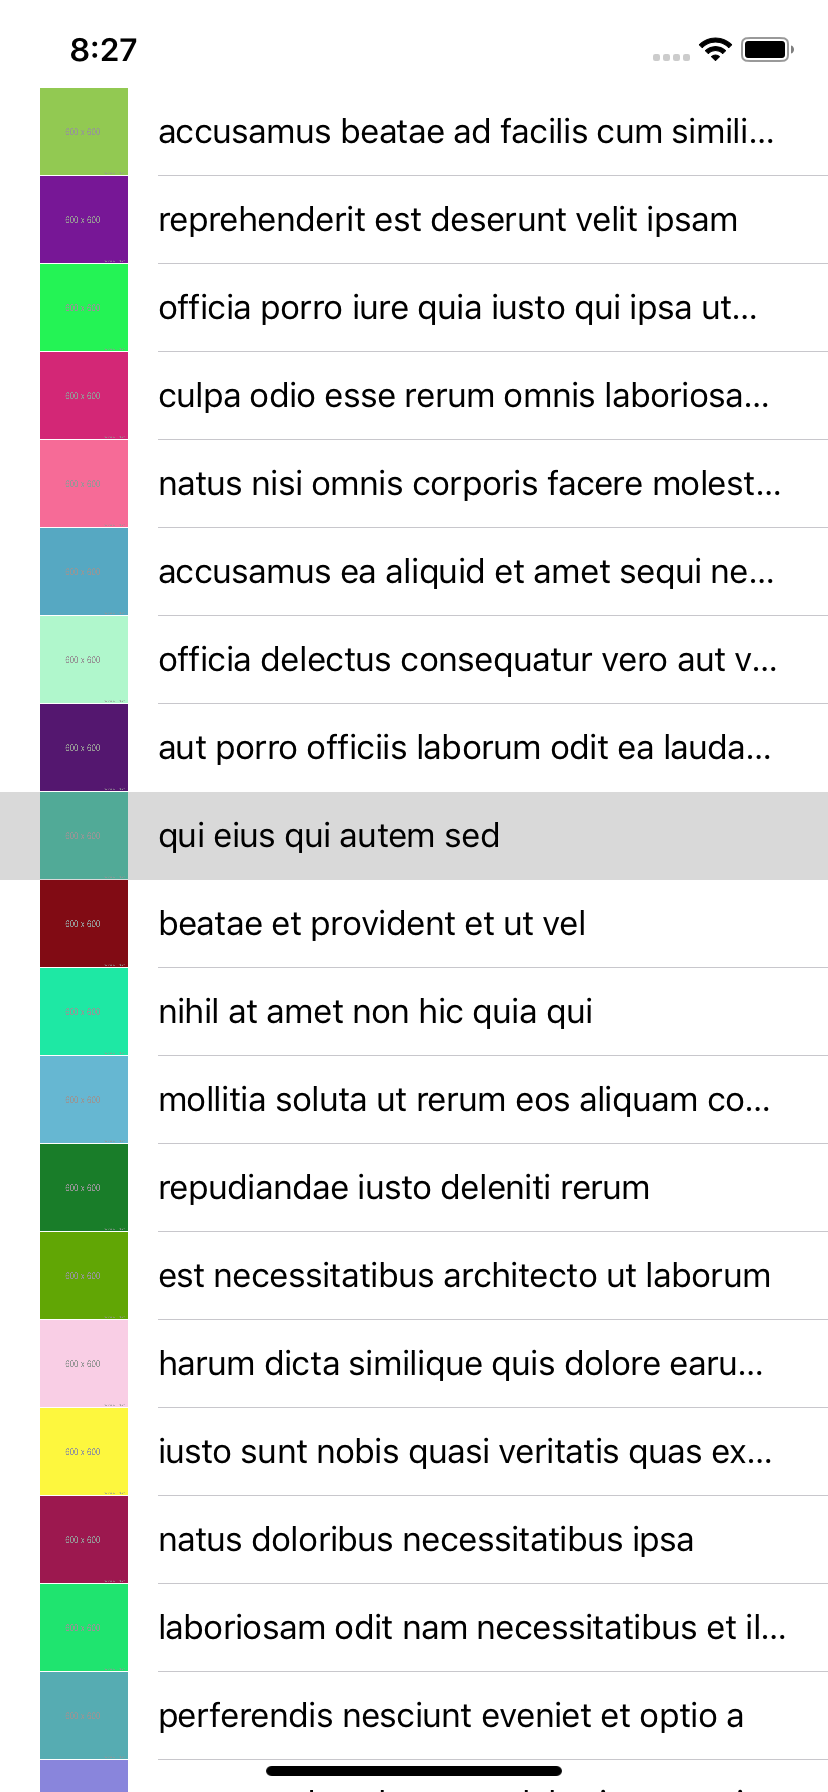 8:27
600 x 600
accusamus beatae ad facilis cum simili...
600 x 600
reprehenderit est deserunt velit ipsam
600 x 600
officia porro iure quia iusto qui ipsa ut...
600 x 600
culpa odio esse rerum omnis laboriosa...
600 x 600
natus nisi omnis corporis facere molest...
600 x 600
accusamus ea aliquid et amet sequi ne...
600 x 600
officia delectus consequatur vero aut v...
600 x 600
aut porro officiis laborum odit ea lauda...
600 x 600
qui eius qui autem sed
600 x 600
beatae et provident et ut vel
600 x 600
nihil at amet non hic quia qui
600 x 600
mollitia soluta ut rerum eos aliquam co...
600 x 600
repudiandae iusto deleniti rerum
600 x 600
est necessitatibus architecto ut laborum
600 x 600
harum dicta similique quis dolore earu...
600 x 600
iusto sunt nobis quasi veritatis quas ex...
600 x 600
natus doloribus necessitatibus ipsa
600 x 600
laboriosam odit nam necessitatibus et il...
600 x 600
perferendis nesciunt eveniet et optio a